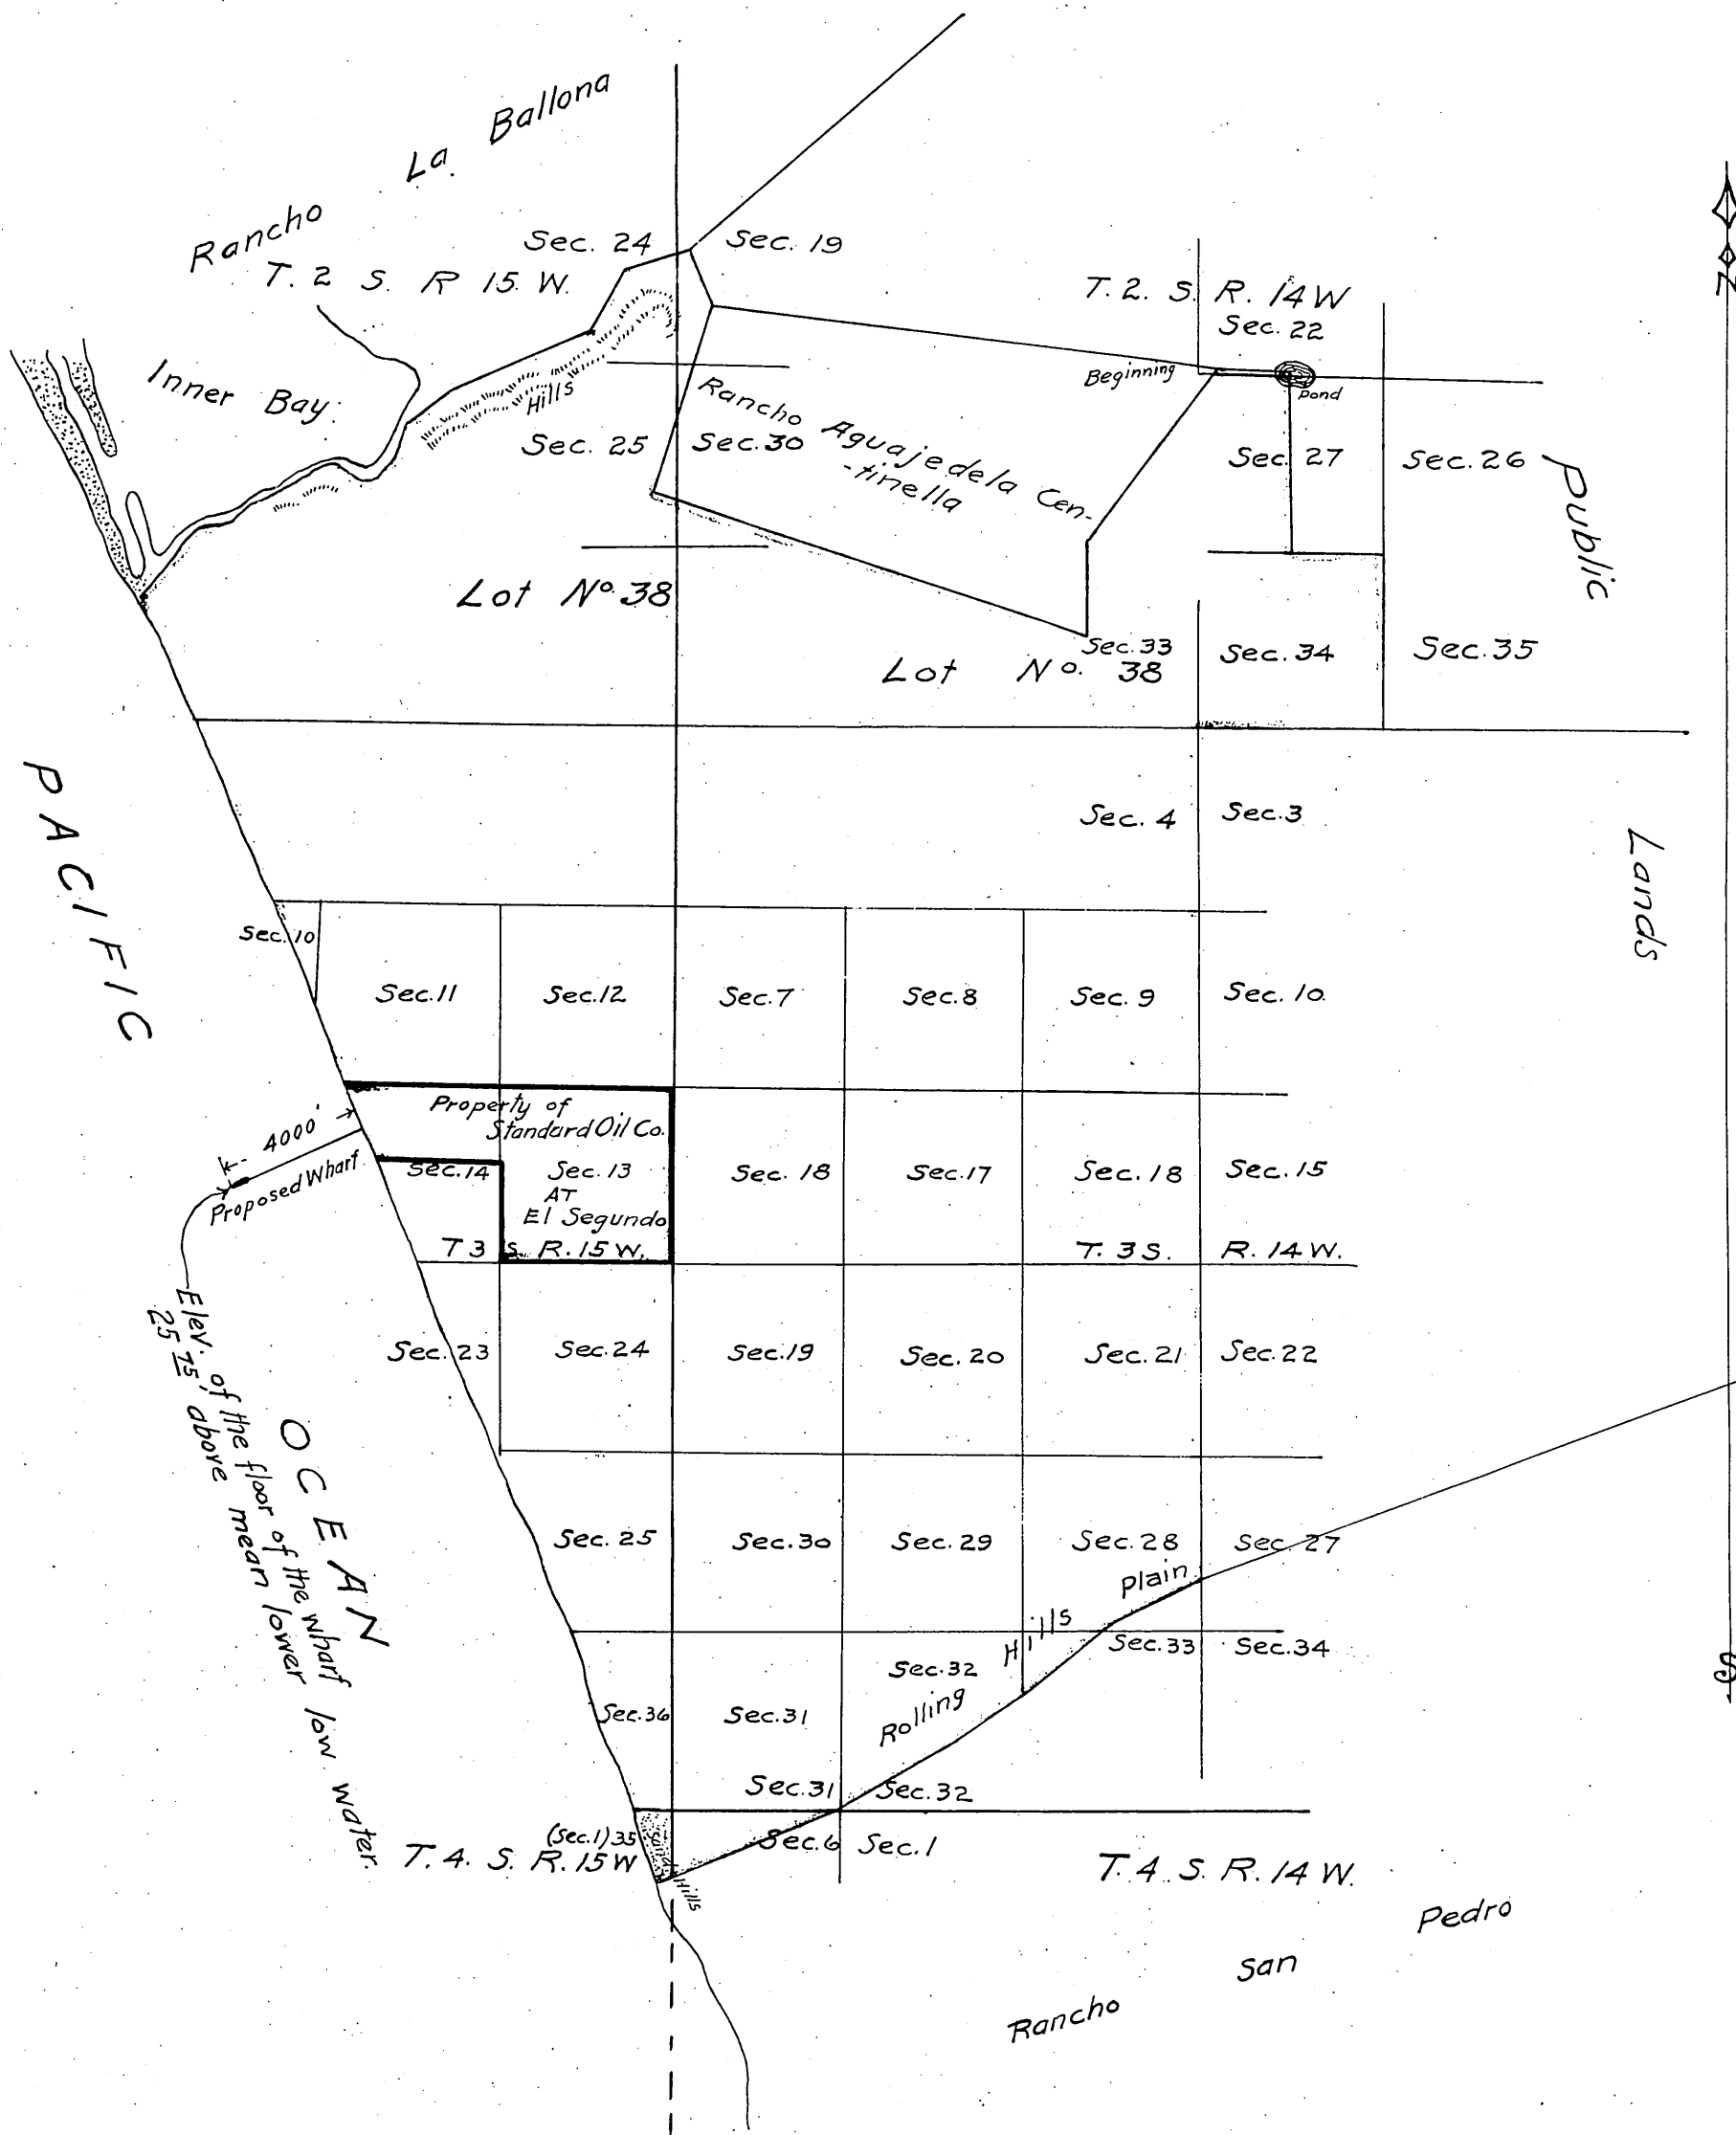 Rancho La Ballona
Sec. 24
Sec. 19
T. 2 S. R 15 W.
T. 2. S. R. 14 W
Sec. 22
N
Inner Bay.
Hills
Beginning
Pond
Rancho Aguaje de la Cen-
-tinella
Sec. 25
Sec. 30
Sec. 27
Sec. 26
Public
Lands
Lot No. 38
Sec. 33
Sec. 34
Sec. 35
Lot No. 38
PACIFIC
OCEAN
Sec. 4
Sec. 3
Sec. 10
Sec. 11
Sec. 12
Sec. 7
Sec. 8
Sec. 9
Sec. 10.
Property of
Standard Oil Co.
4000'
Proposed Wharf
Sec. 14
Sec. 13
Sec. 18
Sec. 17
Sec. 18
Sec. 15
AT
El Segundo
T 3 S. R. 15 W.
T. 3 S. R. 14 W.
Elev. of the floor of the wharf
25 75' above mean lower low water.
Sec. 23
Sec. 24
Sec. 19
Sec. 20
Sec. 21
Sec. 22
Sec. 25
Sec. 30
Sec. 29
Sec. 28
Sec. 27
Plain
Rolling Hills
Sec. 33
Sec. 34
Sec. 32
Sec. 36
Sec. 31
S
Sec. 31
Sec. 32
(Sec. 1) 35
Sand Hills
Sec. 6
Sec. 1
T. 4. S. R. 15 W
T. 4. S. R. 14 W.
Rancho San Pedro